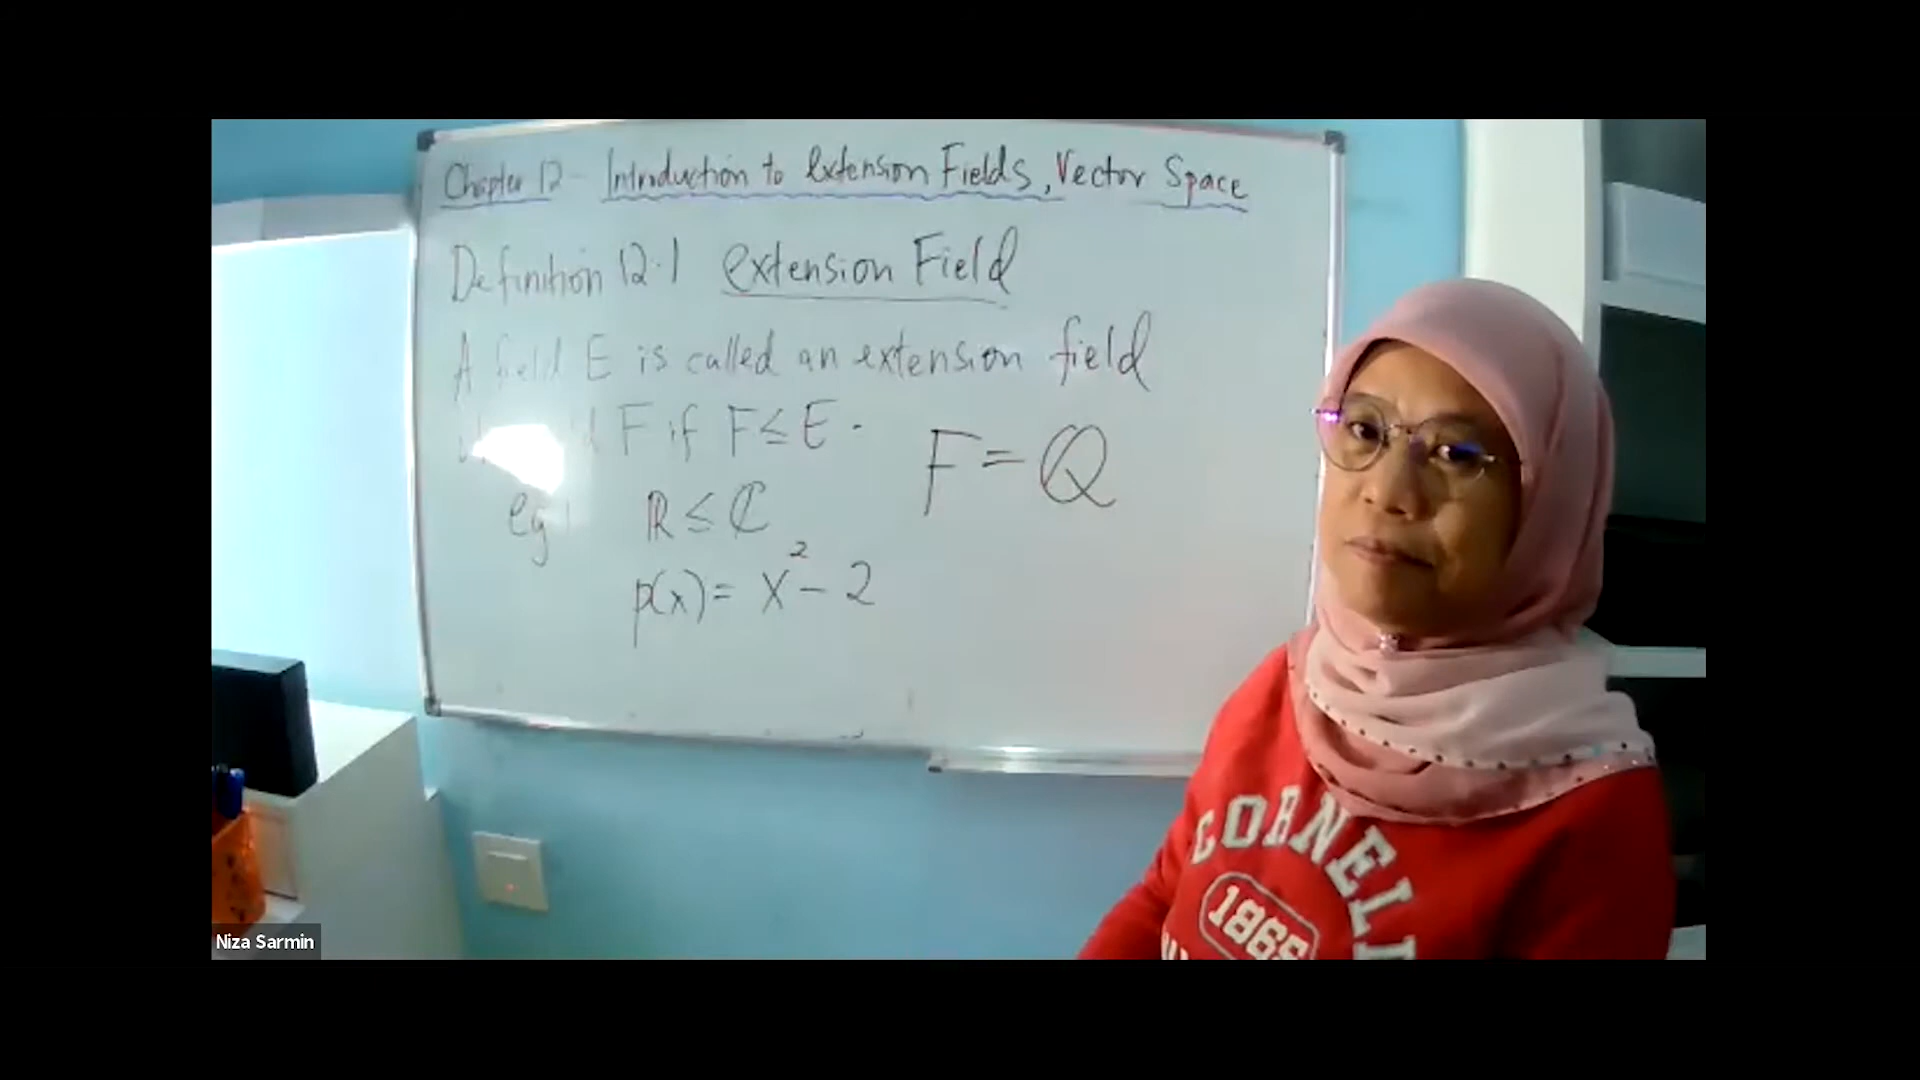 Chapter 12 - Introduction to Extension Fields, Vector Space
Definition 12.1 Extension Field
A field E is called an extension field
F if F ≤ E.
F = ℚ
eg: ℝ ≤ ℂ
p(x) = x² - 2
CORNELL
1865
Niza Sarmin